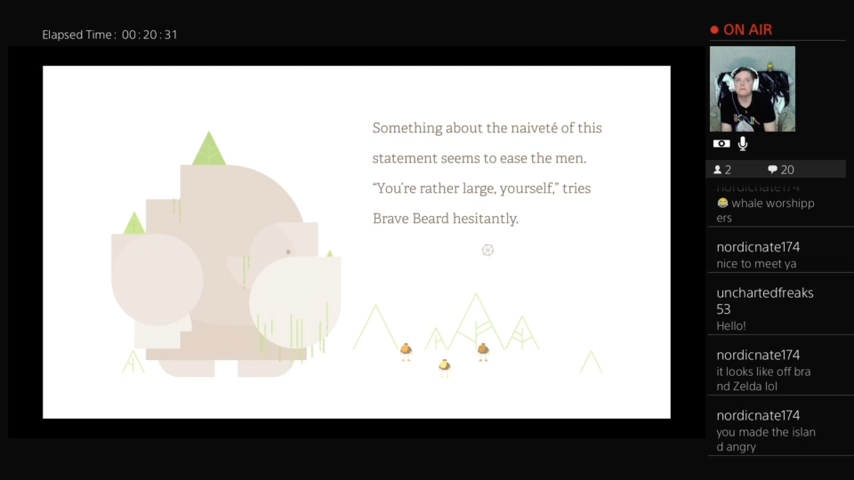 Elapsed Time: 00:20:31
ON AIR
Something about the naiveté of this
statement seems to ease the men.
“You’re rather large, yourself,” tries
Brave Beard hesitantly.
2
20
nordicnate174
😂 whale worshipp
ers
nordicnate174
nice to meet ya
unchartedfreaks
53
Hello!
nordicnate174
it looks like off bra
nd Zelda lol
nordicnate174
you made the islan
d angry